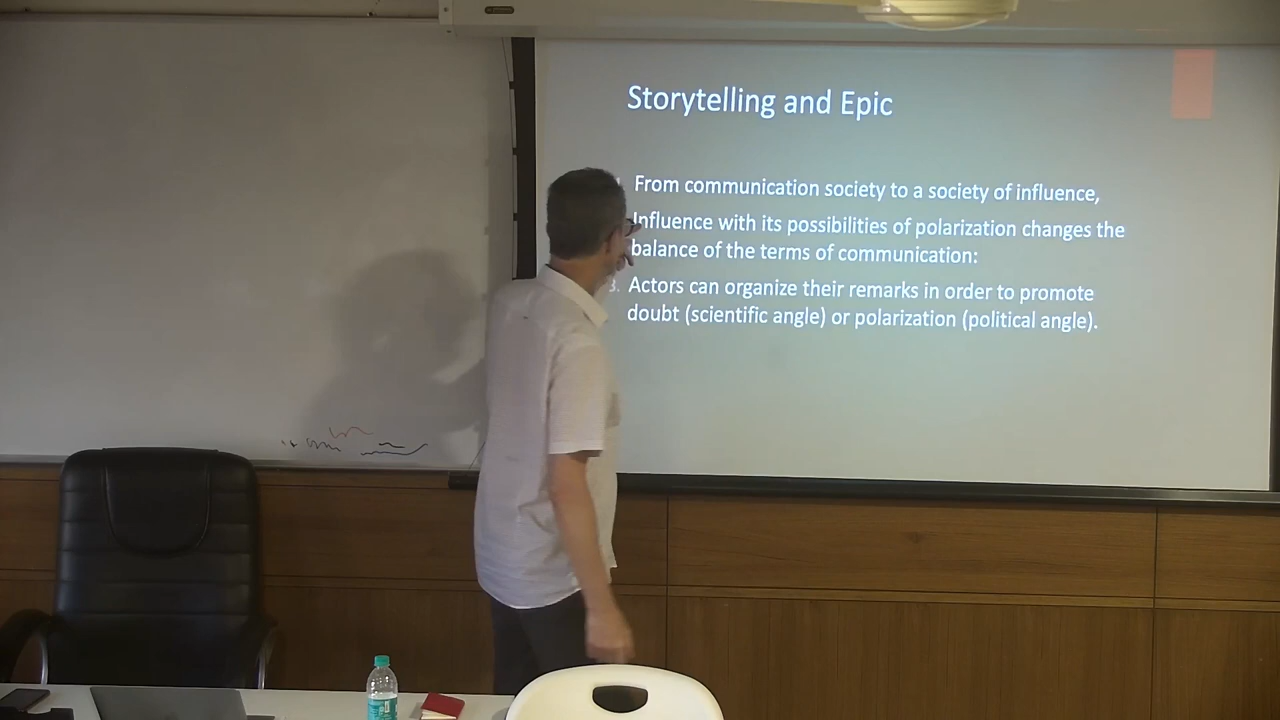 Storytelling and Epic
From communication society to a society of influence,
Influence with its possibilities of polarization changes the
balance of the terms of communication:
3. Actors can organize their remarks in order to promote
doubt (scientific angle) or polarization (political angle).